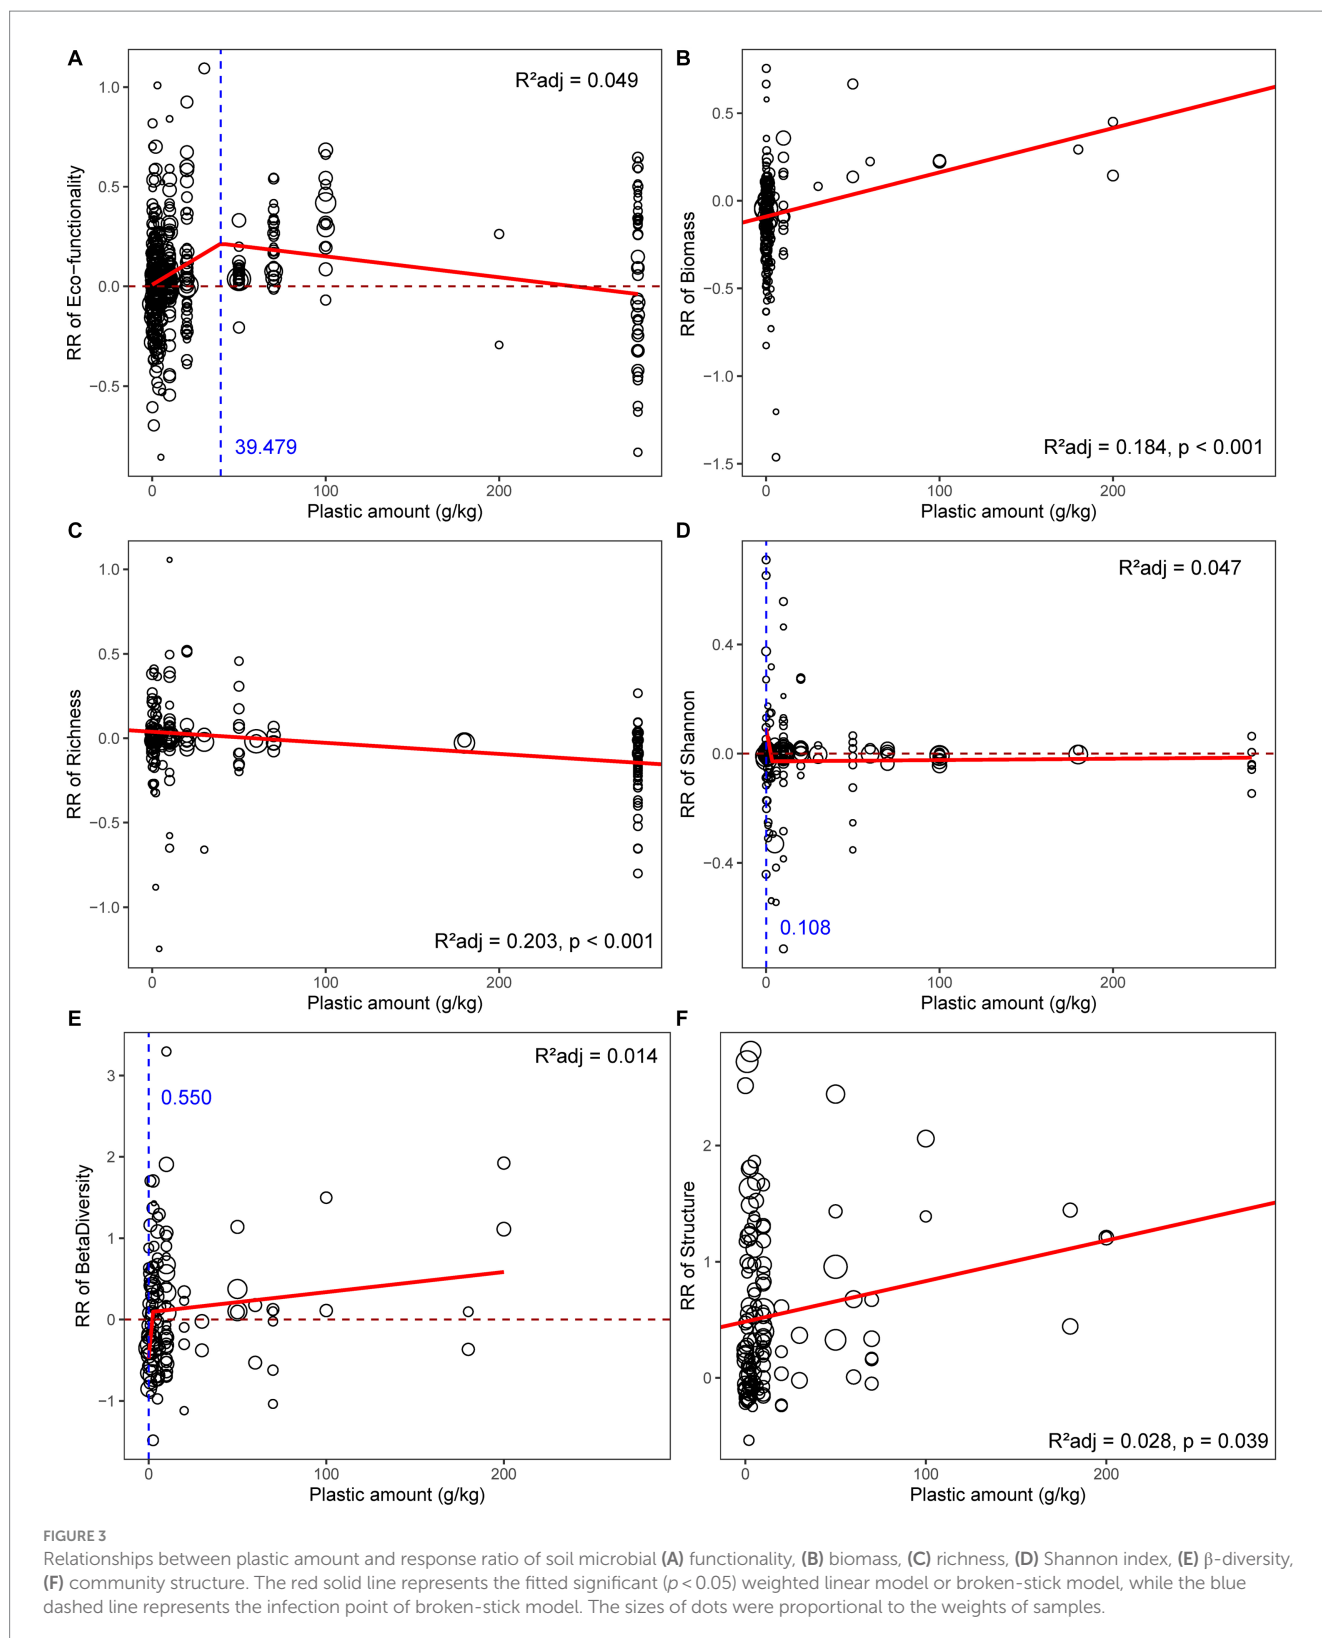 A
R²adj = 0.049
1.0
0.5
0.0
−0.5
RR of Eco−functionality
39.479
0
100
200
Plastic amount (g/kg)
B
0.5
0.0
−0.5
−1.0
−1.5
RR of Biomass
R²adj = 0.184, p < 0.001
0
100
200
Plastic amount (g/kg)
C
1.0
0.5
0.0
−0.5
−1.0
RR of Richness
R²adj = 0.203, p < 0.001
0
100
200
Plastic amount (g/kg)
D
R²adj = 0.047
0.4
0.0
−0.4
RR of Shannon
0.108
0
100
200
Plastic amount (g/kg)
E
R²adj = 0.014
0.550
3
2
1
0
−1
RR of BetaDiversity
0
100
200
Plastic amount (g/kg)
F
2
1
0
RR of Structure
R²adj = 0.028, p = 0.039
0
100
200
Plastic amount (g/kg)
FIGURE 3
Relationships between plastic amount and response ratio of soil microbial (A) functionality, (B) biomass, (C) richness, (D) Shannon index, (E) β-diversity,
(F) community structure. The red solid line represents the fitted significant (p < 0.05) weighted linear model or broken-stick model, while the blue
dashed line represents the infection point of broken-stick model. The sizes of dots were proportional to the weights of samples.